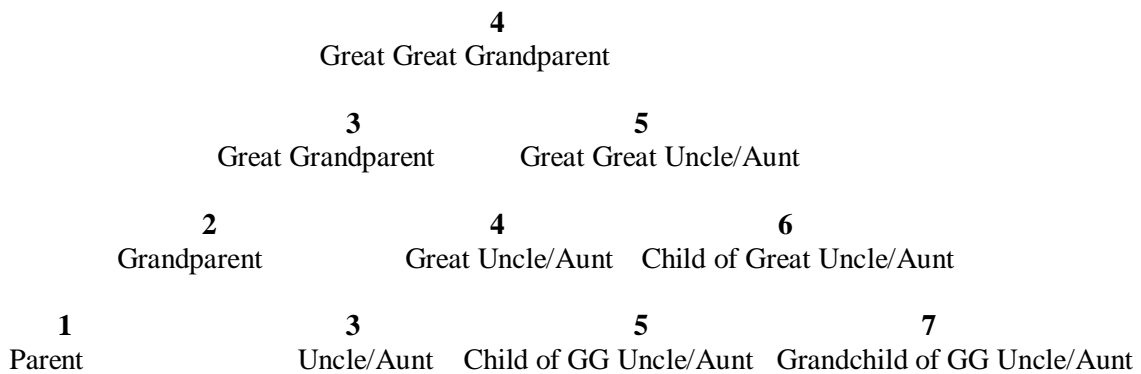 4
Great Great Grandparent
3 5
Great Grandparent Great Great Uncle/Aunt
2 4 6
Grandparent Great Uncle/Aunt Child of Great Uncle/Aunt
1 3 5 7
Parent Uncle/Aunt Child of GG Uncle/Aunt Grandchild of GG Uncle/Aunt